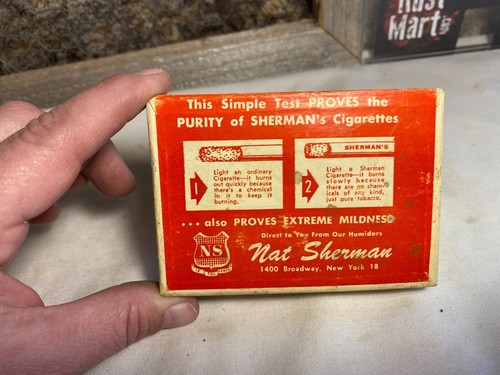 Rust
Mart
This Simple Test PROVES the
PURITY of SHERMAN'S Cigarettes
SHERMAN'S
1
Light an ordinary
Cigarette—it burns
out quickly because
there's a chemical
in it to keep it
burning.
2
Light a Sherman
Cigarette—it burns
slowly because
there are no chem-
icals of any kind,
just pure tobacco.
... also PROVES EXTREME MILDNESS
Direct to You From Our Humidors
NS
Nat Sherman
1400 Broadway, New York 18